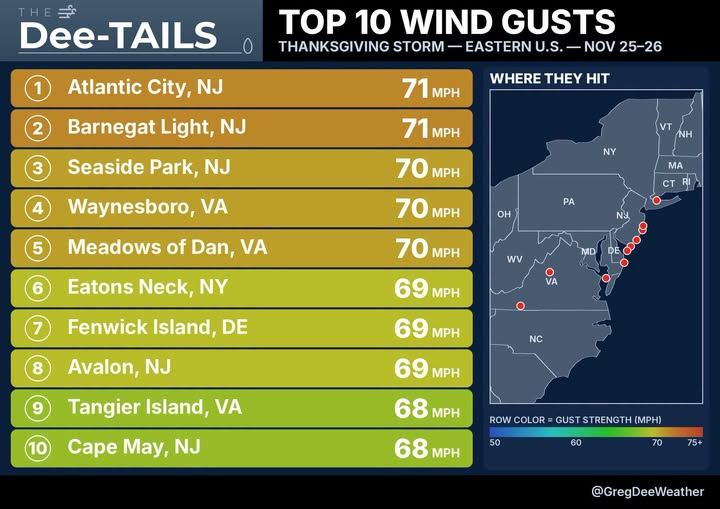 THE
Dee-TAILS
TOP 10 WIND GUSTS
THANKSGIVING STORM — EASTERN U.S. — NOV 25–26
1 Atlantic City, NJ 71 MPH
2 Barnegat Light, NJ 71 MPH
3 Seaside Park, NJ 70 MPH
4 Waynesboro, VA 70 MPH
5 Meadows of Dan, VA 70 MPH
6 Eatons Neck, NY 69 MPH
7 Fenwick Island, DE 69 MPH
8 Avalon, NJ 69 MPH
9 Tangier Island, VA 68 MPH
10 Cape May, NJ 68 MPH
WHERE THEY HIT
VT NH
NY
MA
CT RI
PA
OH NJ
MD DE
WV
VA
NC
ROW COLOR = GUST STRENGTH (MPH)
50 60 70 75+
@GregDeeWeather